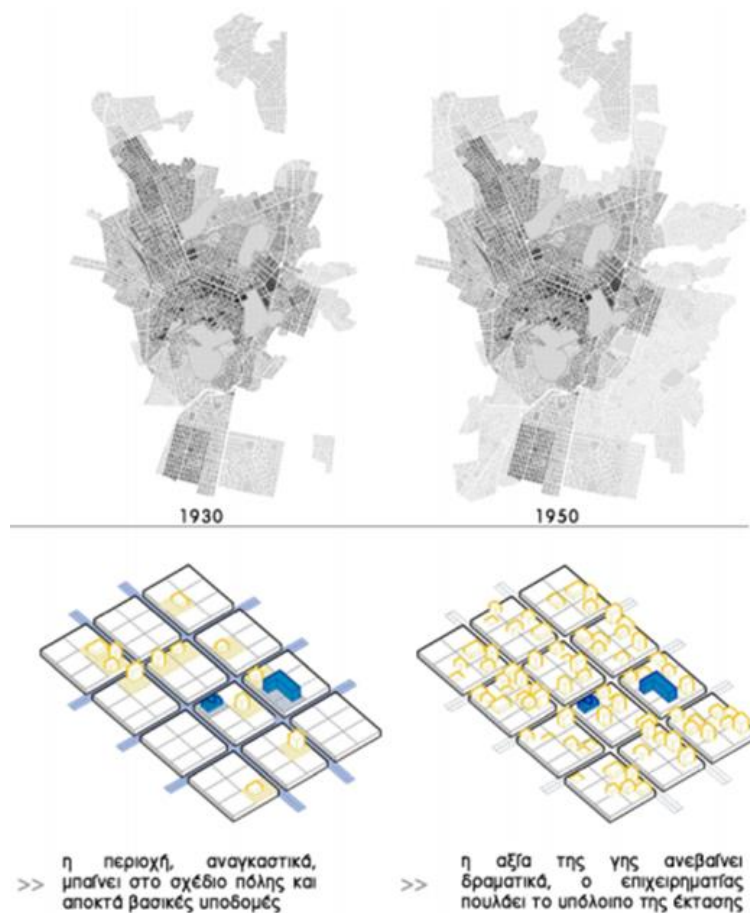 1930
1950
>> η περιοχή, αναγκαστικά,
μπαίνει στο σχέδιο πόλης και
αποκτά βασικές υποδομές
>> η αξία της γης ανεβαίνει
δραματικά, ο επιχειρηματίας
πουλάει το υπόλοιπο της έκτασης